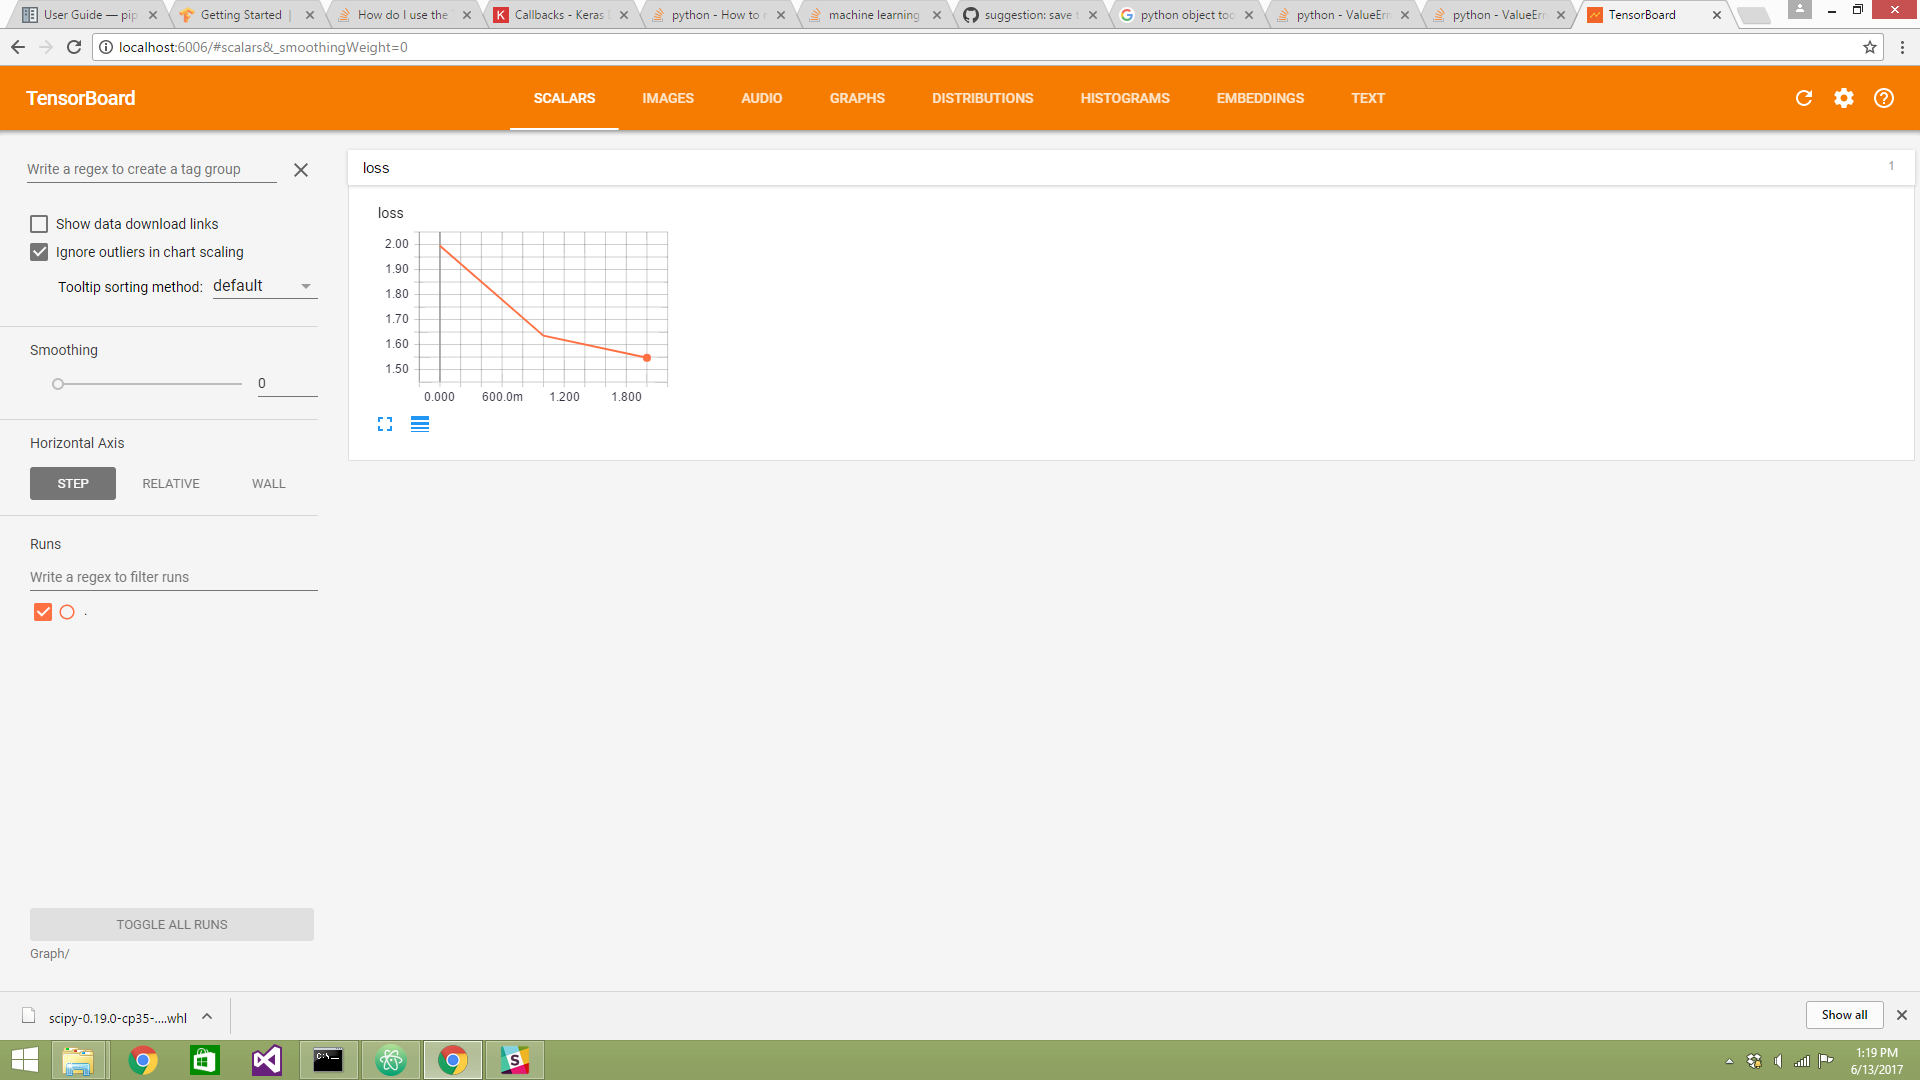 User Guide — pip
Getting Started |
How do I use the
Callbacks - Keras
python - How to
machine learning
suggestion: save
python object too
python - ValueErr
python - ValueErr
TensorBoard
localhost:6006/#scalars&_smoothingWeight=0
TensorBoard
SCALARS
IMAGES
AUDIO
GRAPHS
DISTRIBUTIONS
HISTOGRAMS
EMBEDDINGS
TEXT
Write a regex to create a tag group
Show data download links
Ignore outliers in chart scaling
Tooltip sorting method: default
Smoothing
0
Horizontal Axis
STEP RELATIVE WALL
Runs
Write a regex to filter runs
.
TOGGLE ALL RUNS
Graph/
loss 1
loss
2.00
1.90
1.80
1.70
1.60
1.50
0.000 600.0m 1.200 1.800
scipy-0.19.0-cp35-....whl
Show all
C:\
1:19 PM
6/13/2017